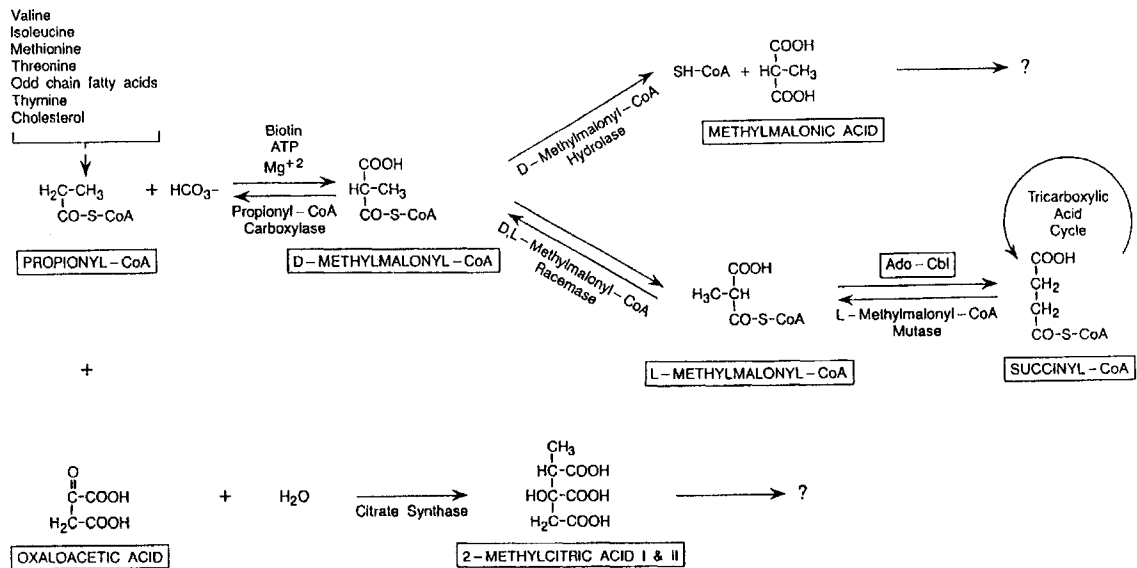 Valine
Isoleucine
Methionine
Threonine
Odd chain fatty acids
Thymine
Cholesterol
H2C-CH3
CO-S-CoA
+ HCO3-
PROPIONYL-CoA
Biotin
ATP
Mg+2
Propionyl-CoA
Carboxylase
COOH
HC-CH3
CO-S-CoA
D-METHYLMALONYL-CoA
D-Methylmalonyl-CoA
Hydrolase
SH-CoA +
COOH
HC-CH3
COOH
METHYLMALONIC ACID
?
D,L-Methylmalonyl-CoA
Racemase
COOH
H3C-CH
CO-S-CoA
L-METHYLMALONYL-CoA
Ado-Cbl
L-Methylmalonyl-CoA
Mutase
Tricarboxylic
Acid
Cycle
COOH
CH2
CH2
CO-S-CoA
SUCCINYL-CoA
+
O
C-COOH
H2C-COOH
OXALOACETIC ACID
+ H2O
Citrate Synthase
CH3
HC-COOH
HOC-COOH
H2C-COOH
2-METHYLCITRIC ACID I & II
?